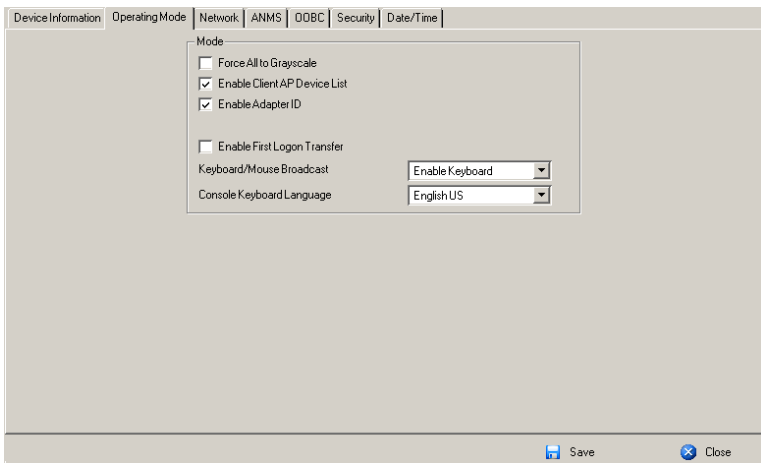 Device Information Operating Mode Network ANMS OOBC Security Date/Time
Mode
Force All to Grayscale
Enable Client AP Device List
Enable Adapter ID
Enable First Logon Transfer
Keyboard/Mouse Broadcast Enable Keyboard
Console Keyboard Language English US
Save Close